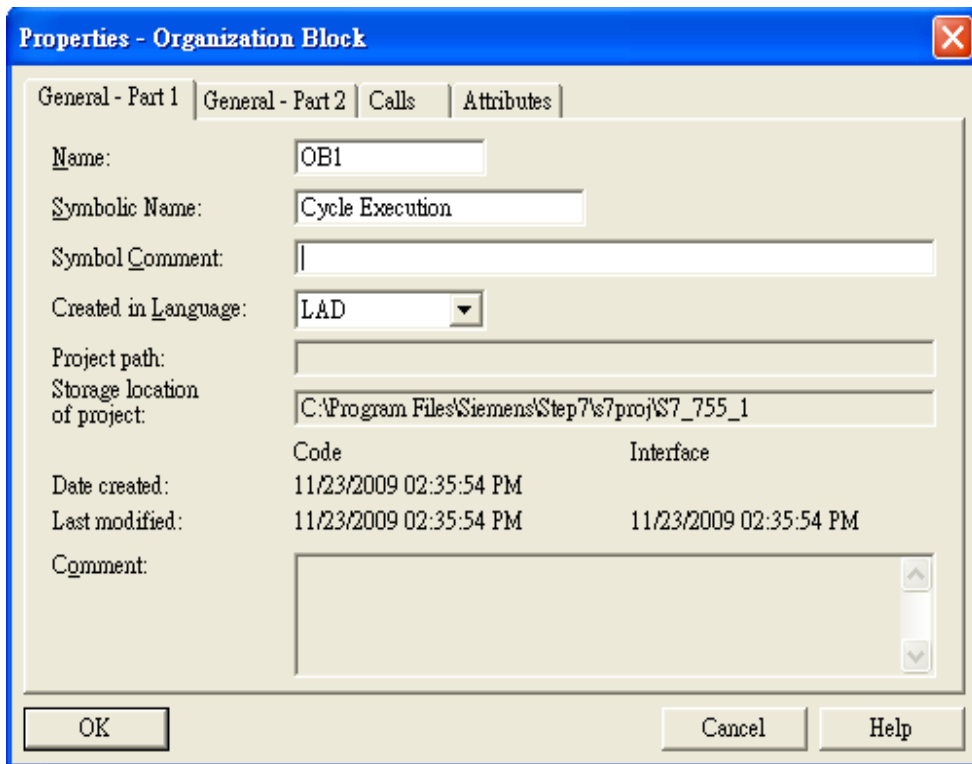 Properties - Organization Block
General - Part 1 General - Part 2 Calls Attributes
Name: OB1
Symbolic Name: Cycle Execution
Symbol Comment:
Created in Language: LAD
Project path:
Storage location
of project: C:\Program Files\Siemens\Step7\s7proj\S7_755_1
Code Interface
Date created: 11/23/2009 02:35:54 PM
Last modified: 11/23/2009 02:35:54 PM 11/23/2009 02:35:54 PM
Comment:
OK Cancel Help